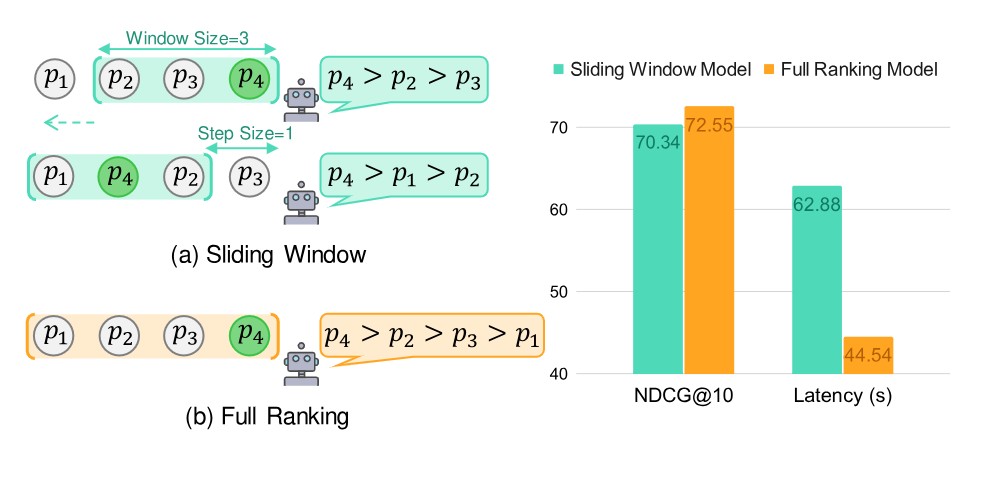 Window Size=3
p₁ p₂ p₃ p₄
p₄ > p₂ > p₃
Step Size=1
p₁ p₄ p₂ p₃
p₄ > p₁ > p₂
(a) Sliding Window
p₁ p₂ p₃ p₄
p₄ > p₂ > p₃ > p₁
(b) Full Ranking
Sliding Window Model Full Ranking Model
70
60
50
40
70.34
72.55
62.88
44.54
NDCG@10 Latency (s)